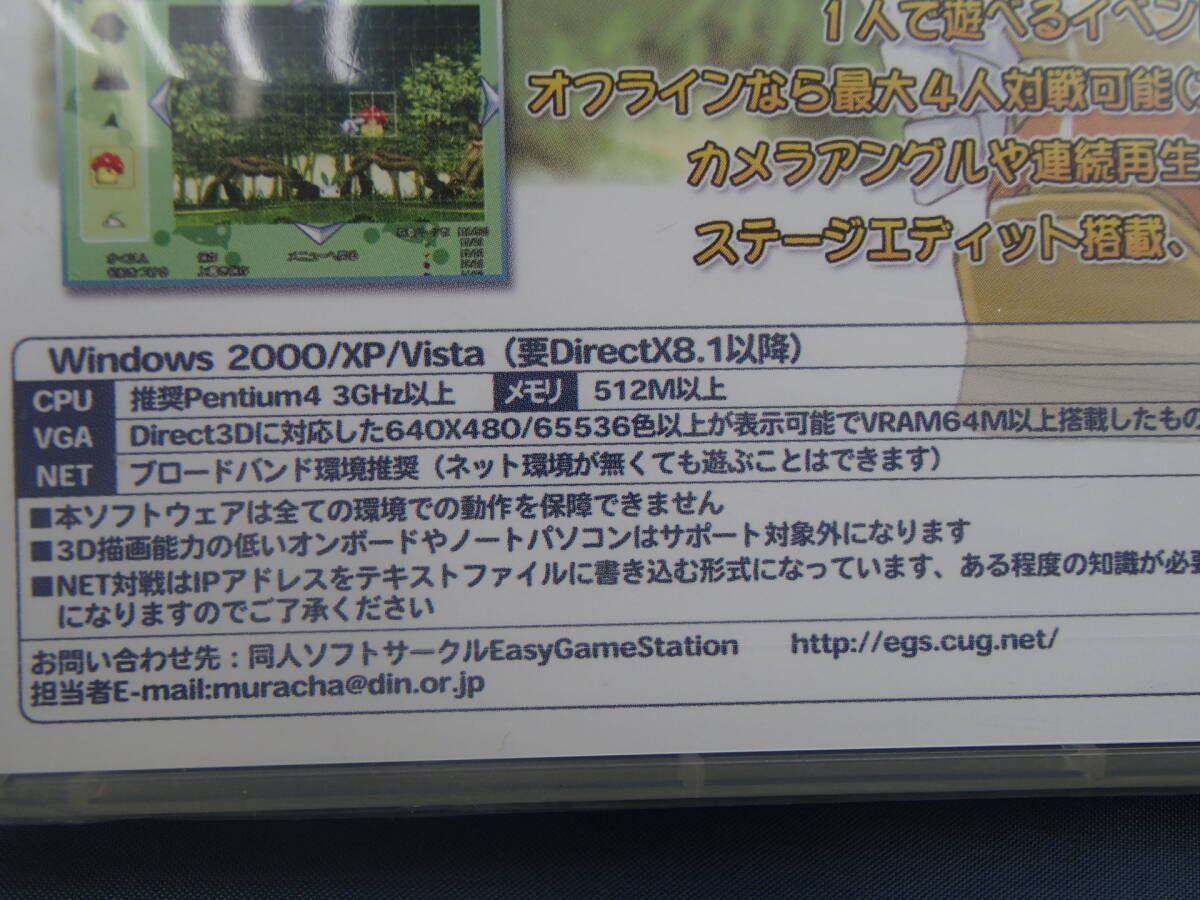 1人で遊べるイベン
オフラインなら最大4人対戦可能(
カメラアングルや連続再生
ステージエディット搭載、
メニューへ戻る
Windows 2000/XP/Vista（要DirectX8.1以降）
CPU 推奨Pentium4 3GHz以上 メモリ 512M以上
VGA Direct3Dに対応した640X480/65536色以上が表示可能でVRAM64M以上搭載したもの
NET ブロードバンド環境推奨（ネット環境が無くても遊ぶことはできます）
■本ソフトウェアは全ての環境での動作を保障できません
■3D描画能力の低いオンボードやノートパソコンはサポート対象外になります
■NET対戦はIPアドレスをテキストファイルに書き込む形式になっています、ある程度の知識が必要
になりますのでご了承ください
お問い合わせ先：同人ソフトサークルEasyGameStation http://egs.cug.net/
担当者E-mail:muracha@din.or.jp